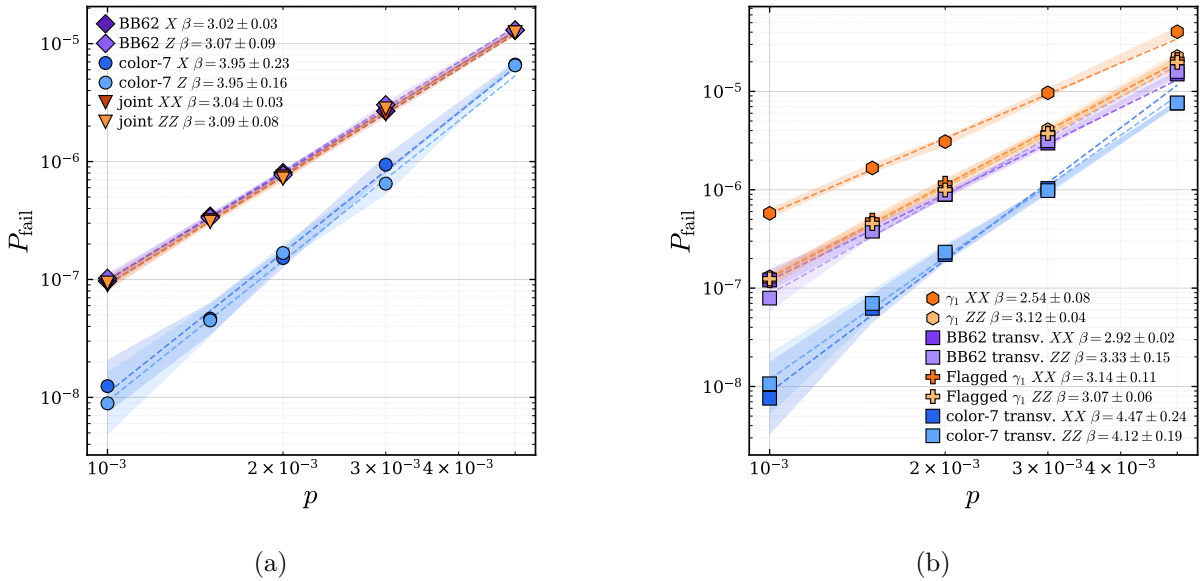 BB62 X β = 3.02 ± 0.03
BB62 Z β = 3.07 ± 0.09
color-7 X β = 3.95 ± 0.23
color-7 Z β = 3.95 ± 0.16
joint XX β = 3.04 ± 0.03
joint ZZ β = 3.09 ± 0.08
10⁻⁵
10⁻⁶
10⁻⁷
10⁻⁸
P_fail
10⁻³
2 × 10⁻³
3 × 10⁻³
4 × 10⁻³
p
(a)
10⁻⁵
10⁻⁶
10⁻⁷
10⁻⁸
P_fail
γ₁ XX β = 2.54 ± 0.08
γ₁ ZZ β = 3.12 ± 0.04
BB62 transv. XX β = 2.92 ± 0.02
BB62 transv. ZZ β = 3.33 ± 0.15
Flagged γ₁ XX β = 3.14 ± 0.11
Flagged γ₁ ZZ β = 3.07 ± 0.06
color-7 transv. XX β = 4.47 ± 0.24
color-7 transv. ZZ β = 4.12 ± 0.19
10⁻³
2 × 10⁻³
3 × 10⁻³
4 × 10⁻³
p
(b)